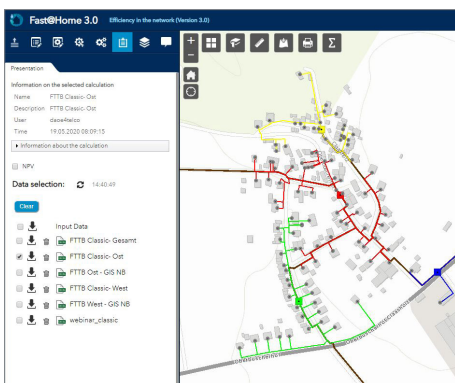 Fast@Home 3.0 Efficiency in the network (Version 3.0)
Presentation
Information on the selected calculation
Name FTTB Classic- Ost
Description FTTB Classic- Ost
User
Time 19.05.2020 08:09:15
Information about the calculation
NPV
Data selection: 14:40:49
Clear
Input Data
FTTB Classic- Gesamt
FTTB Classic- Ost
FTTB Ost - GIS NB
FTTB Classic- West
FTTB West - GIS NB
webinar_classic